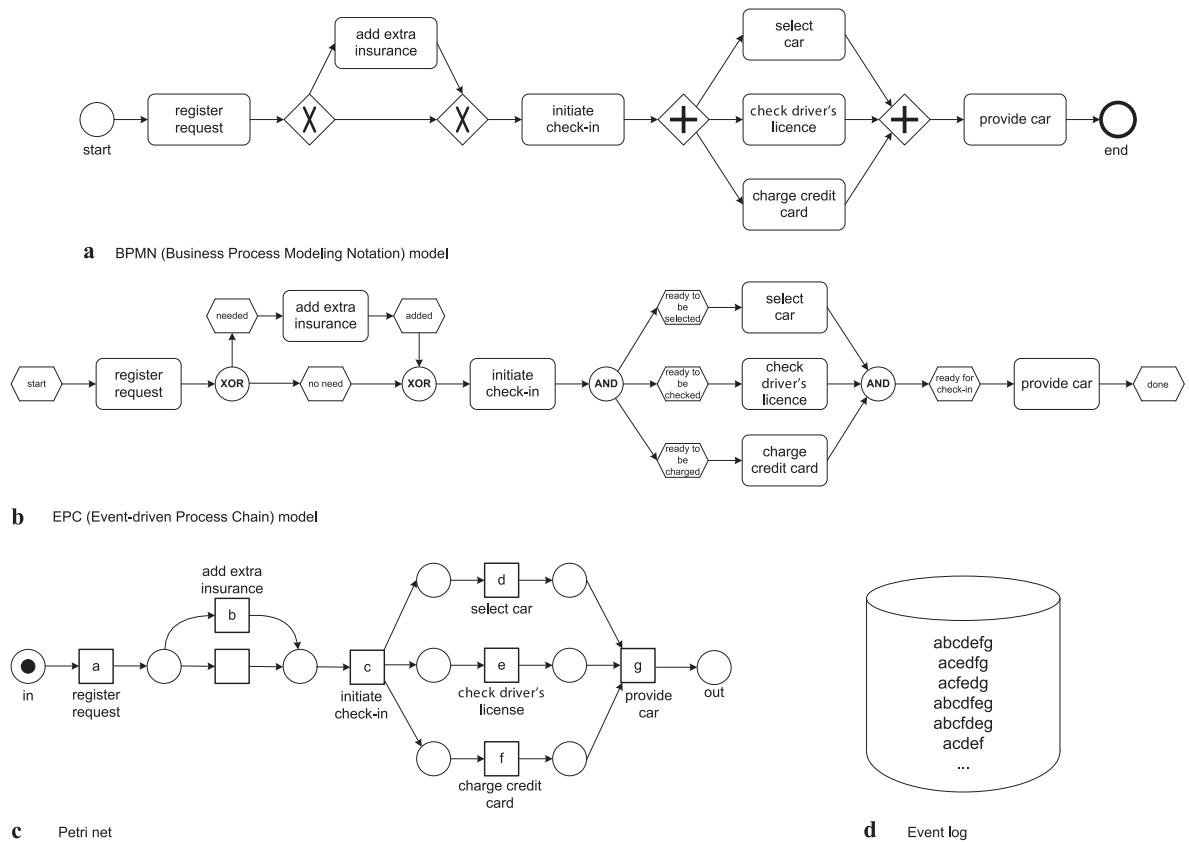 add extra
insurance
select
car
register
request
X
X
initiate
check-in
check driver's
licence
provide car
start
end
charge credit
card
a BPMN (Business Process Modeling Notation) model
needed
add extra
insurance
added
ready to
be
selected
select
car
start
register
request
XOR
no need
XOR
initiate
check-in
AND
ready to
be
checked
check
driver's
licence
AND
ready for
check-in
provide car
done
ready to
be
charged
charge
credit card
b EPC (Event-driven Process Chain) model
add extra
insurance
b
d
select car
in
a
register
request
c
initiate
check-in
e
check driver's
license
g
provide
car
out
f
charge credit
card
c Petri net
abcdefg
acedfg
acfedg
abcdfeg
abcfdeg
acdef
...
d Event log